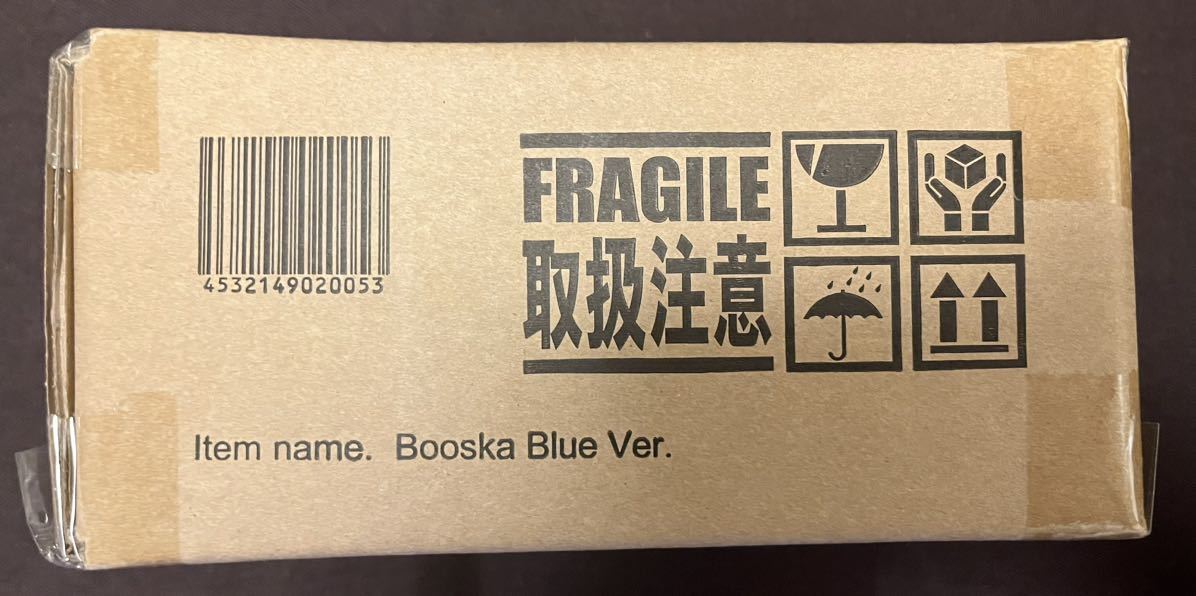 4532149020053
FRAGILE
取扱注意
Item name. Booska Blue Ver.